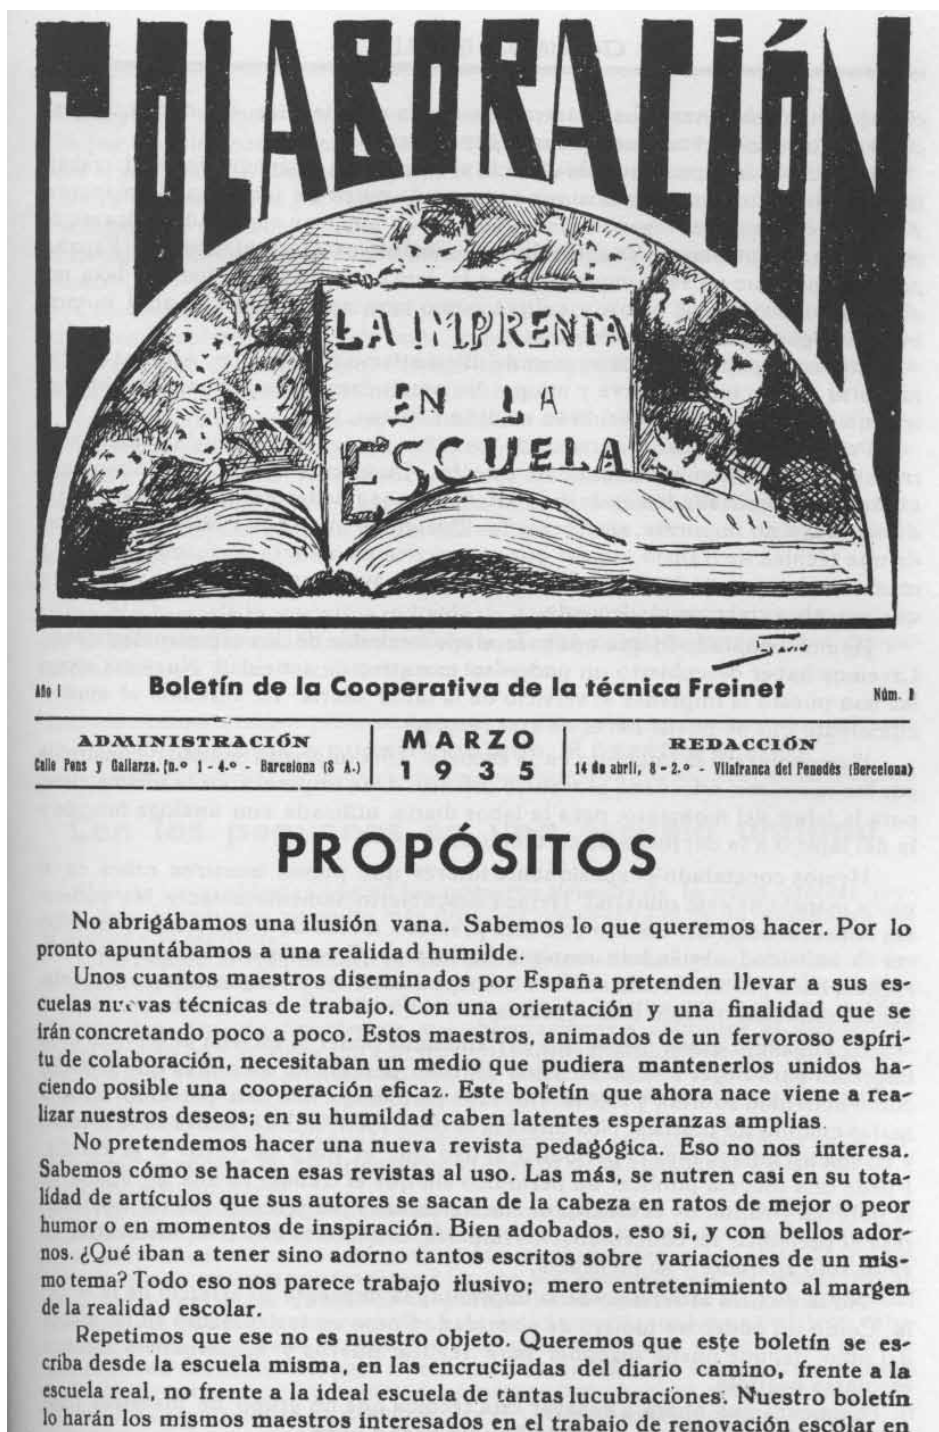 COLABORACIÓN
LA IMPRENTA
EN LA
ESCUELA
Año I
Boletín de la Cooperativa de la técnica Freinet
Núm. 1
ADMINISTRACIÓN
Calle Pons y Gallarza, n.º 1 - 4.º - Barcelona (S A.)
MARZO
1935
REDACCIÓN
14 de abril, 8 - 2.º - Vilafranca del Penedés (Barcelona)
PROPÓSITOS
No abrigábamos una ilusión vana. Sabemos lo que queremos hacer. Por lo
pronto apuntábamos a una realidad humilde.
Unos cuantos maestros diseminados por España pretenden llevar a sus es-
cuelas nuevas técnicas de trabajo. Con una orientación y una finalidad que se
irán concretando poco a poco. Estos maestros, animados de un fervoroso espíri-
tu de colaboración, necesitaban un medio que pudiera mantenerlos unidos ha-
ciendo posible una cooperación eficaz. Este boletín que ahora nace viene a rea-
lizar nuestros deseos; en su humildad caben latentes esperanzas amplias.
No pretendemos hacer una nueva revista pedagógica. Eso no nos interesa.
Sabemos cómo se hacen esas revistas al uso. Las más, se nutren casi en su tota-
lidad de artículos que sus autores se sacan de la cabeza en ratos de mejor o peor
humor o en momentos de inspiración. Bien adobados, eso si, y con bellos ador-
nos. ¿Qué iban a tener sino adorno tantos escritos sobre variaciones de un mis-
mo tema? Todo eso nos parece trabajo ilusivo; mero entretenimiento al margen
de la realidad escolar.
Repetimos que ese no es nuestro objeto. Queremos que este boletín se es-
criba desde la escuela misma, en las encrucijadas del diario camino, frente a la
escuela real, no frente a la ideal escuela de tantas lucubraciones. Nuestro boletín
lo harán los mismos maestros interesados en el trabajo de renovación escolar en